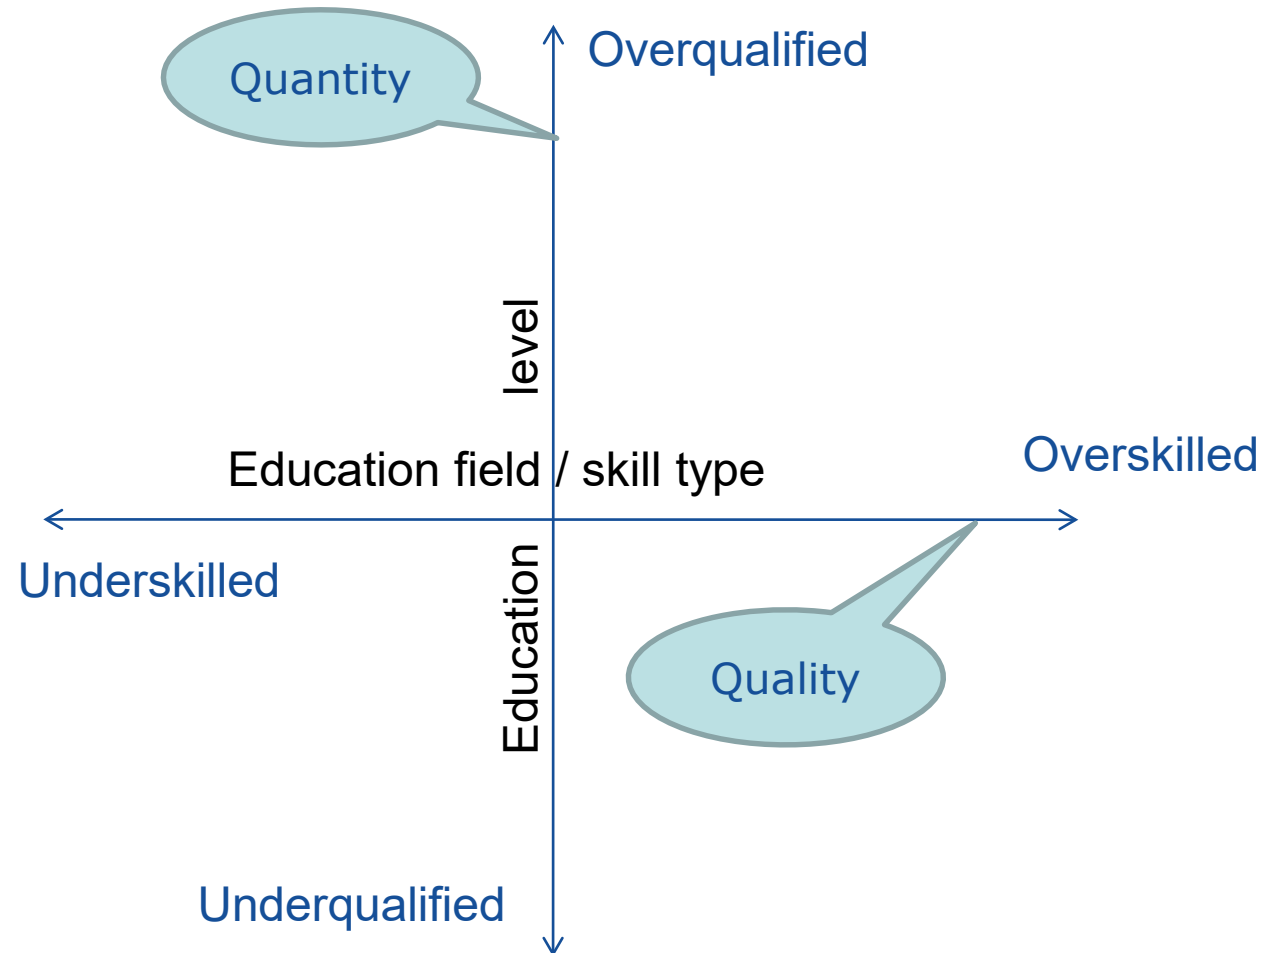 Quantity
Overqualified
Education level
Education field / skill type
Overskilled
Underskilled
Quality
Underqualified